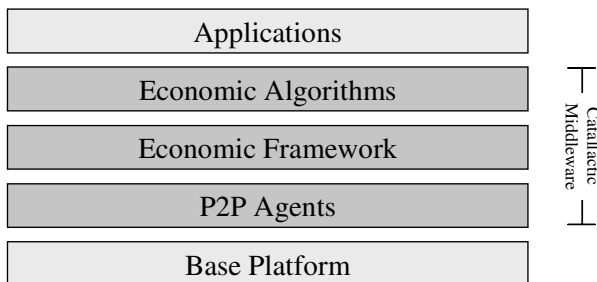 Applications
Economic Algorithms
Economic Framework
P2P Agents
Base Platform
Catallactic
Middleware